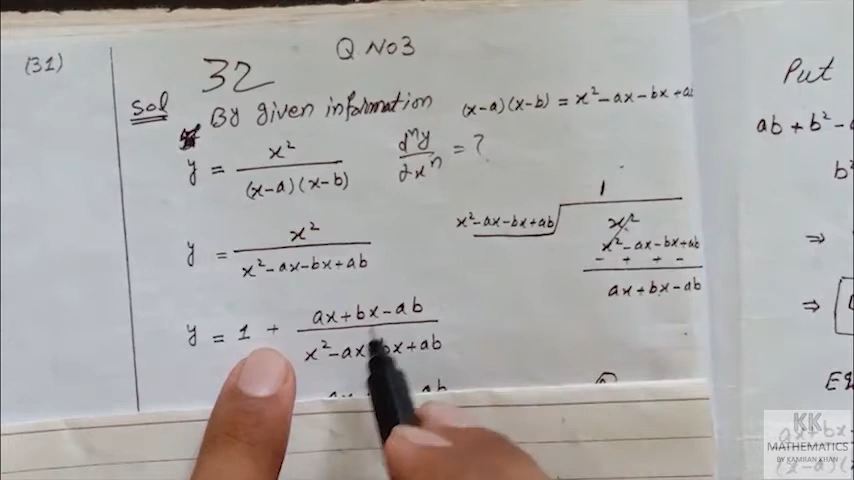 (31)
32
Q.NO3
Sol
By given information
(x-a)(x-b) = x²-ax-bx+a
y = x² / (x-a)(x-b)
dⁿy / dxⁿ = ?
y = x² / x²-ax-bx+ab
1
x²-ax-bx+ab
x²
x²-ax-bx+ab
- + + -
ax+bx-ab
y = 1 + ax+bx-ab / x²-ax-bx+ab
Put
ab+b²-
b²
⇒
⇒
KK
MATHEMATICS
BY KAMRAN KHAN